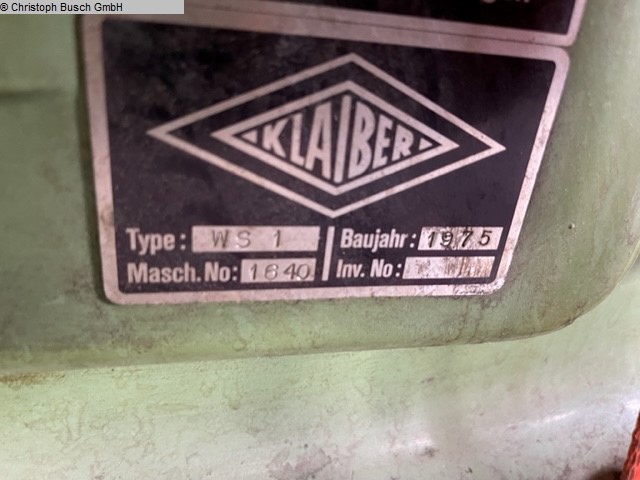 © Christoph Busch GmbH
KLAIBER
Type: WS 1 Baujahr: 1975
Masch. No: 1640 Inv. No: